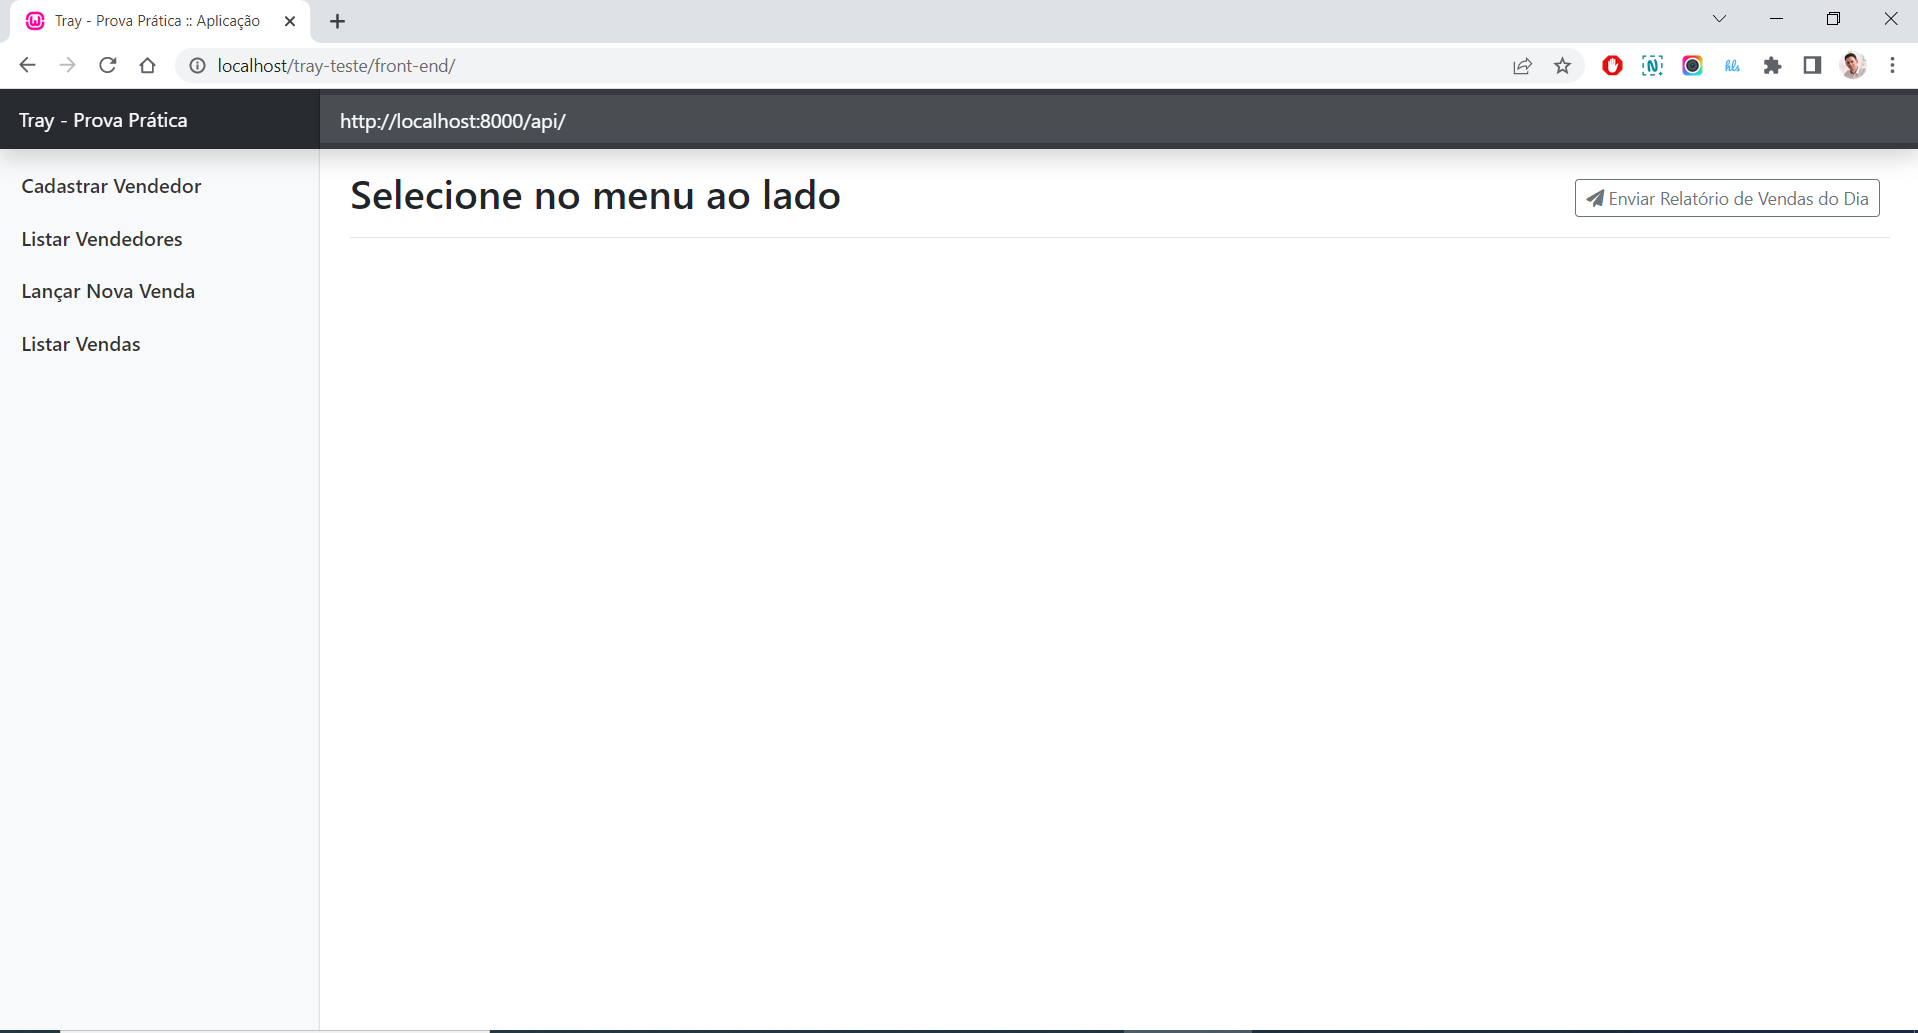 Tray - Prova Prática :: Aplicação
localhost/tray-teste/front-end/
hls
Tray - Prova Prática
http://localhost:8000/api/
Cadastrar Vendedor
Listar Vendedores
Lançar Nova Venda
Listar Vendas
Selecione no menu ao lado
Enviar Relatório de Vendas do Dia